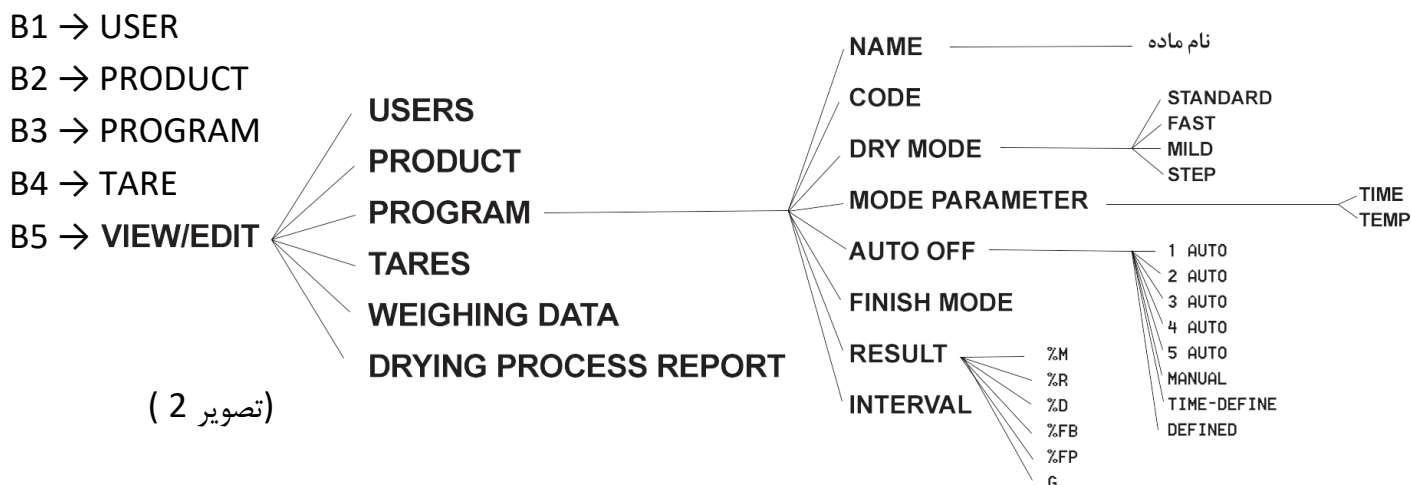 B1 → USER
B2 → PRODUCT
B3 → PROGRAM
B4 → TARE
B5 → VIEW/EDIT
USERS
PRODUCT
PROGRAM
TARES
WEIGHING DATA
DRYING PROCESS REPORT
NAME
نام ماده
CODE
DRY MODE
STANDARD
FAST
MILD
STEP
MODE PARAMETER
TIME
TEMP
AUTO OFF
1 AUTO
2 AUTO
3 AUTO
4 AUTO
5 AUTO
MANUAL
TIME-DEFINE
DEFINED
FINISH MODE
RESULT
%M
%R
%D
%FB
%FP
G
INTERVAL
(تصویر 2 )